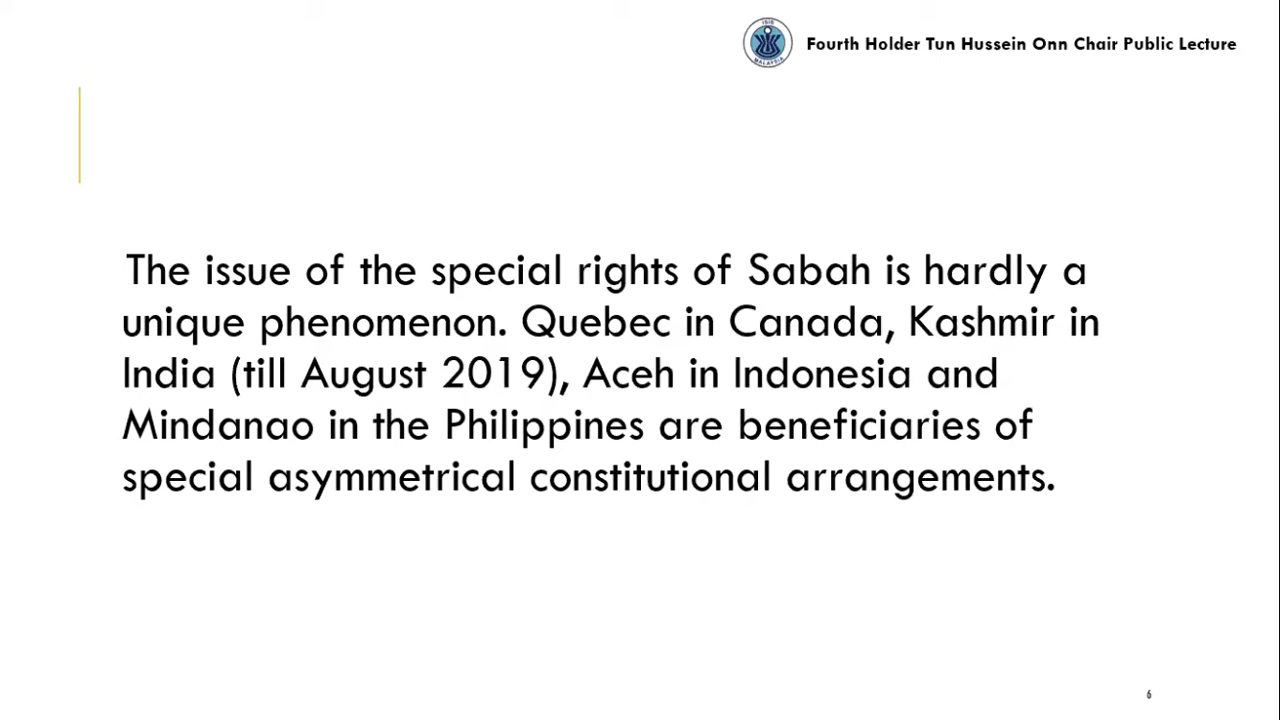 ISIS
MALAYSIA
Fourth Holder Tun Hussein Onn Chair Public Lecture
The issue of the special rights of Sabah is hardly a
unique phenomenon. Quebec in Canada, Kashmir in
India (till August 2019), Aceh in Indonesia and
Mindanao in the Philippines are beneficiaries of
special asymmetrical constitutional arrangements.
6